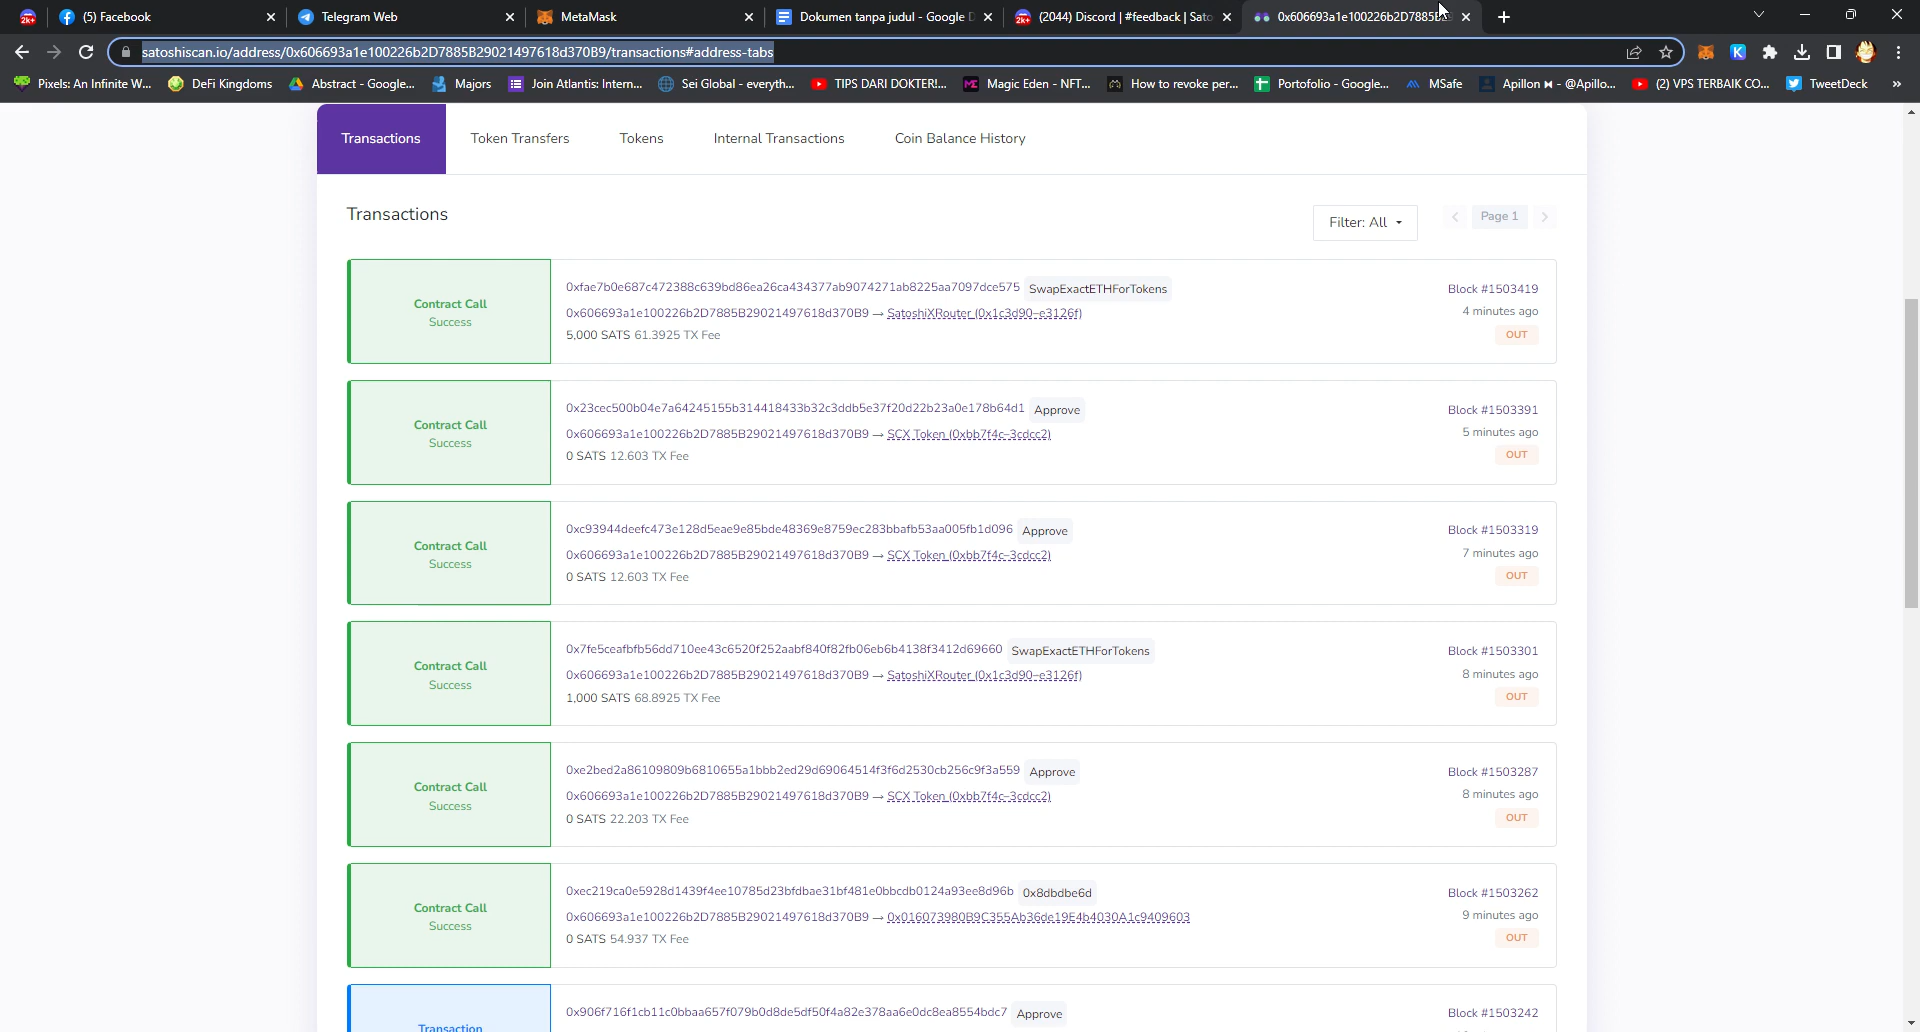 (5) Facebook
Telegram Web
MetaMask
Dokumen tanpa judul - Google D
(2044) Discord | #feedback | Sato
0x606693a1e100226b2D7885B
satoshiscan.io/address/0x606693a1e100226b2D7885B29021497618d370B9/transactions#address-tabs
Pixels: An Infinite W...
DeFi Kingdoms
Abstract - Google...
Majors
Join Atlantis: Intern...
Sei Global - everyth...
TIPS DARI DOKTER!...
Magic Eden - NFT...
How to revoke per...
Portofolio - Google...
MSafe
Apillon ⧓ - @Apillo...
(2) VPS TERBAIK CO...
TweetDeck
Transactions
Token Transfers
Tokens
Internal Transactions
Coin Balance History
Transactions
Filter: All
Page 1
Contract Call
Success
0xfae7b0e687c472388c639bd86ea26ca434377ab9074271ab8225aa7097dce575 SwapExactETHForTokens
0x606693a1e100226b2D7885B29021497618d370B9 → SatoshiXRouter (0x1c3d90–e3126f)
5,000 SATS 61.3925 TX Fee
Block #1503419
4 minutes ago
OUT
Contract Call
Success
0x23cec500b04e7a64245155b314418433b32c3ddb5e37f20d22b23a0e178b64d1 Approve
0x606693a1e100226b2D7885B29021497618d370B9 → SCX Token (0xbb7f4c–3cdcc2)
0 SATS 12.603 TX Fee
Block #1503391
5 minutes ago
OUT
Contract Call
Success
0xc93944deefc473e128d5eae9e85bde48369e8759ec283bbafb53aa005fb1d096 Approve
0x606693a1e100226b2D7885B29021497618d370B9 → SCX Token (0xbb7f4c–3cdcc2)
0 SATS 12.603 TX Fee
Block #1503319
7 minutes ago
OUT
Contract Call
Success
0x7fe5ceafbfb56dd710ee43c6520f252aabf840f82fb06eb6b4138f3412d69660 SwapExactETHForTokens
0x606693a1e100226b2D7885B29021497618d370B9 → SatoshiXRouter (0x1c3d90–e3126f)
1,000 SATS 68.8925 TX Fee
Block #1503301
8 minutes ago
OUT
Contract Call
Success
0xe2bed2a86109809b6810655a1bbb2ed29d69064514f3f6d2530cb256c9f3a559 Approve
0x606693a1e100226b2D7885B29021497618d370B9 → SCX Token (0xbb7f4c–3cdcc2)
0 SATS 22.203 TX Fee
Block #1503287
8 minutes ago
OUT
Contract Call
Success
0xec219ca0e5928d1439f4ee10785d23bfdbae31bf481e0bbcdb0124a93ee8d96b 0x8dbdbe6d
0x606693a1e100226b2D7885B29021497618d370B9 → 0x016073980B9C355Ab36de19E4b4030A1c9409603
0 SATS 54.937 TX Fee
Block #1503262
9 minutes ago
OUT
Transaction
0x906f716f1cb11c0bbaa657f079b0d8de5df50f4a82e378aa6e0dc8ea8554bdc7 Approve
Block #1503242